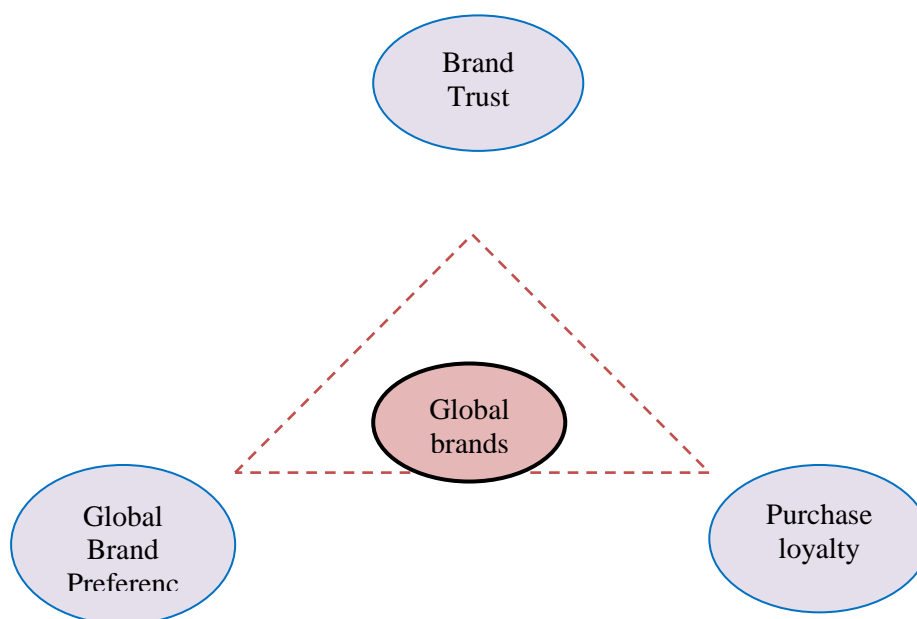 Brand
Trust
Global
brands
Global
Brand
Preferenc
Purchase
loyalty